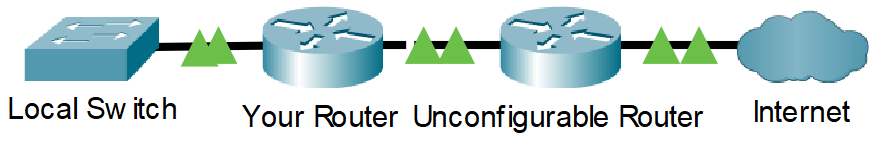 Local Switch
Your Router
Unconfigurable Router
Internet